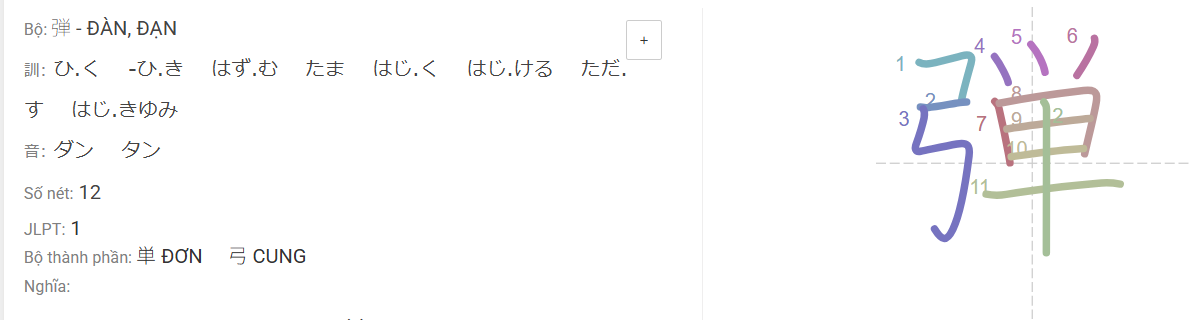 Bộ: 弾 - ĐÀN, ĐẠN
+
訓: ひ.く -ひ.き はず.む たま はじ.く はじ.ける ただ.
す はじ.きゆみ
音: ダン タン
Số nét: 12
JLPT: 1
Bộ thành phần: 単 ĐƠN 弓 CUNG
Nghĩa:
弾
1
2
3
4
5
6
7
8
9
10
11
2